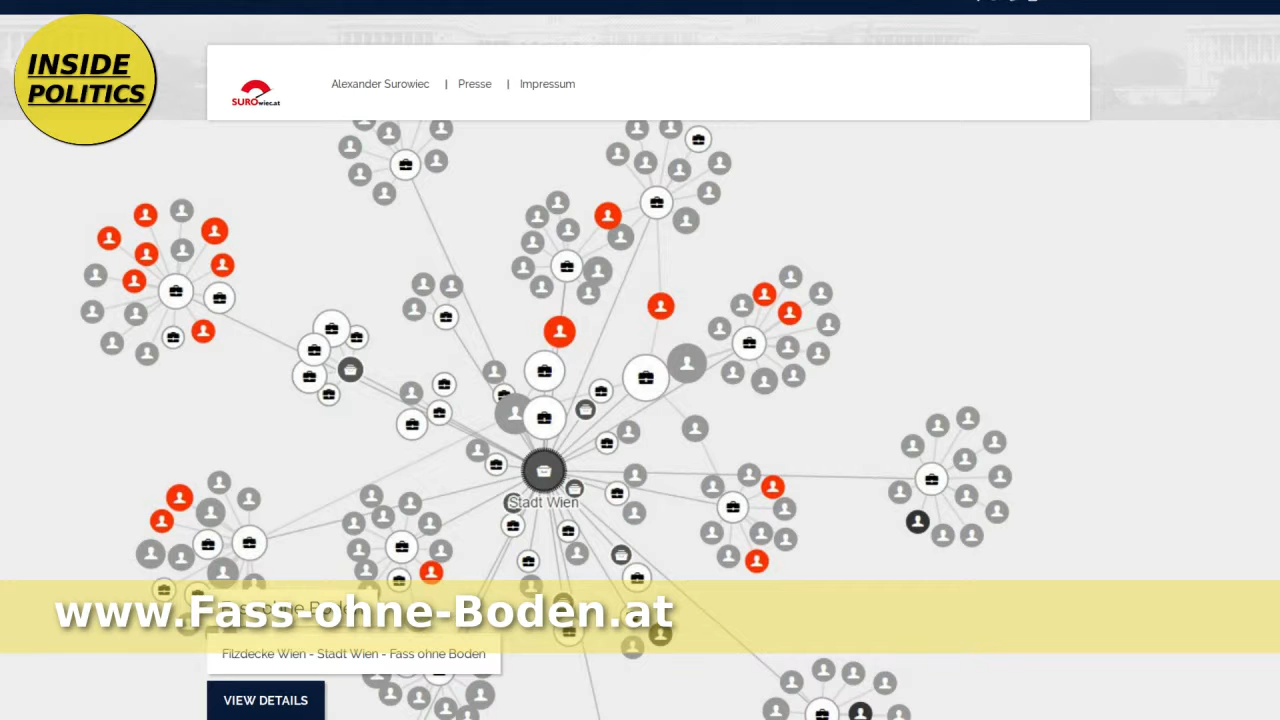 INSIDE
POLITICS
SUROwiec.at
Alexander Surowiec | Presse | Impressum
Stadt Wien
www.Fass-ohne-Boden.at
Filzdecke Wien - Stadt Wien - Fass ohne Boden
VIEW DETAILS